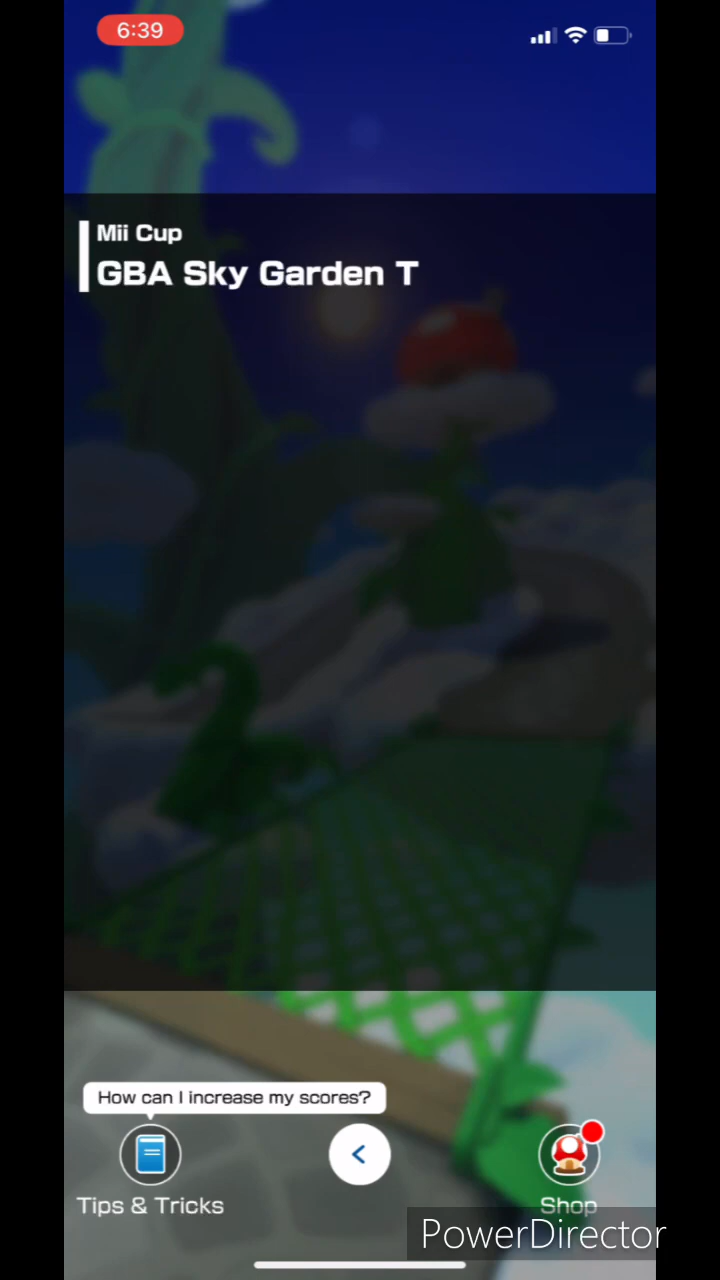 6:39
Mii Cup
GBA Sky Garden T
How can I increase my scores?
Tips & Tricks
Shop
PowerDirector